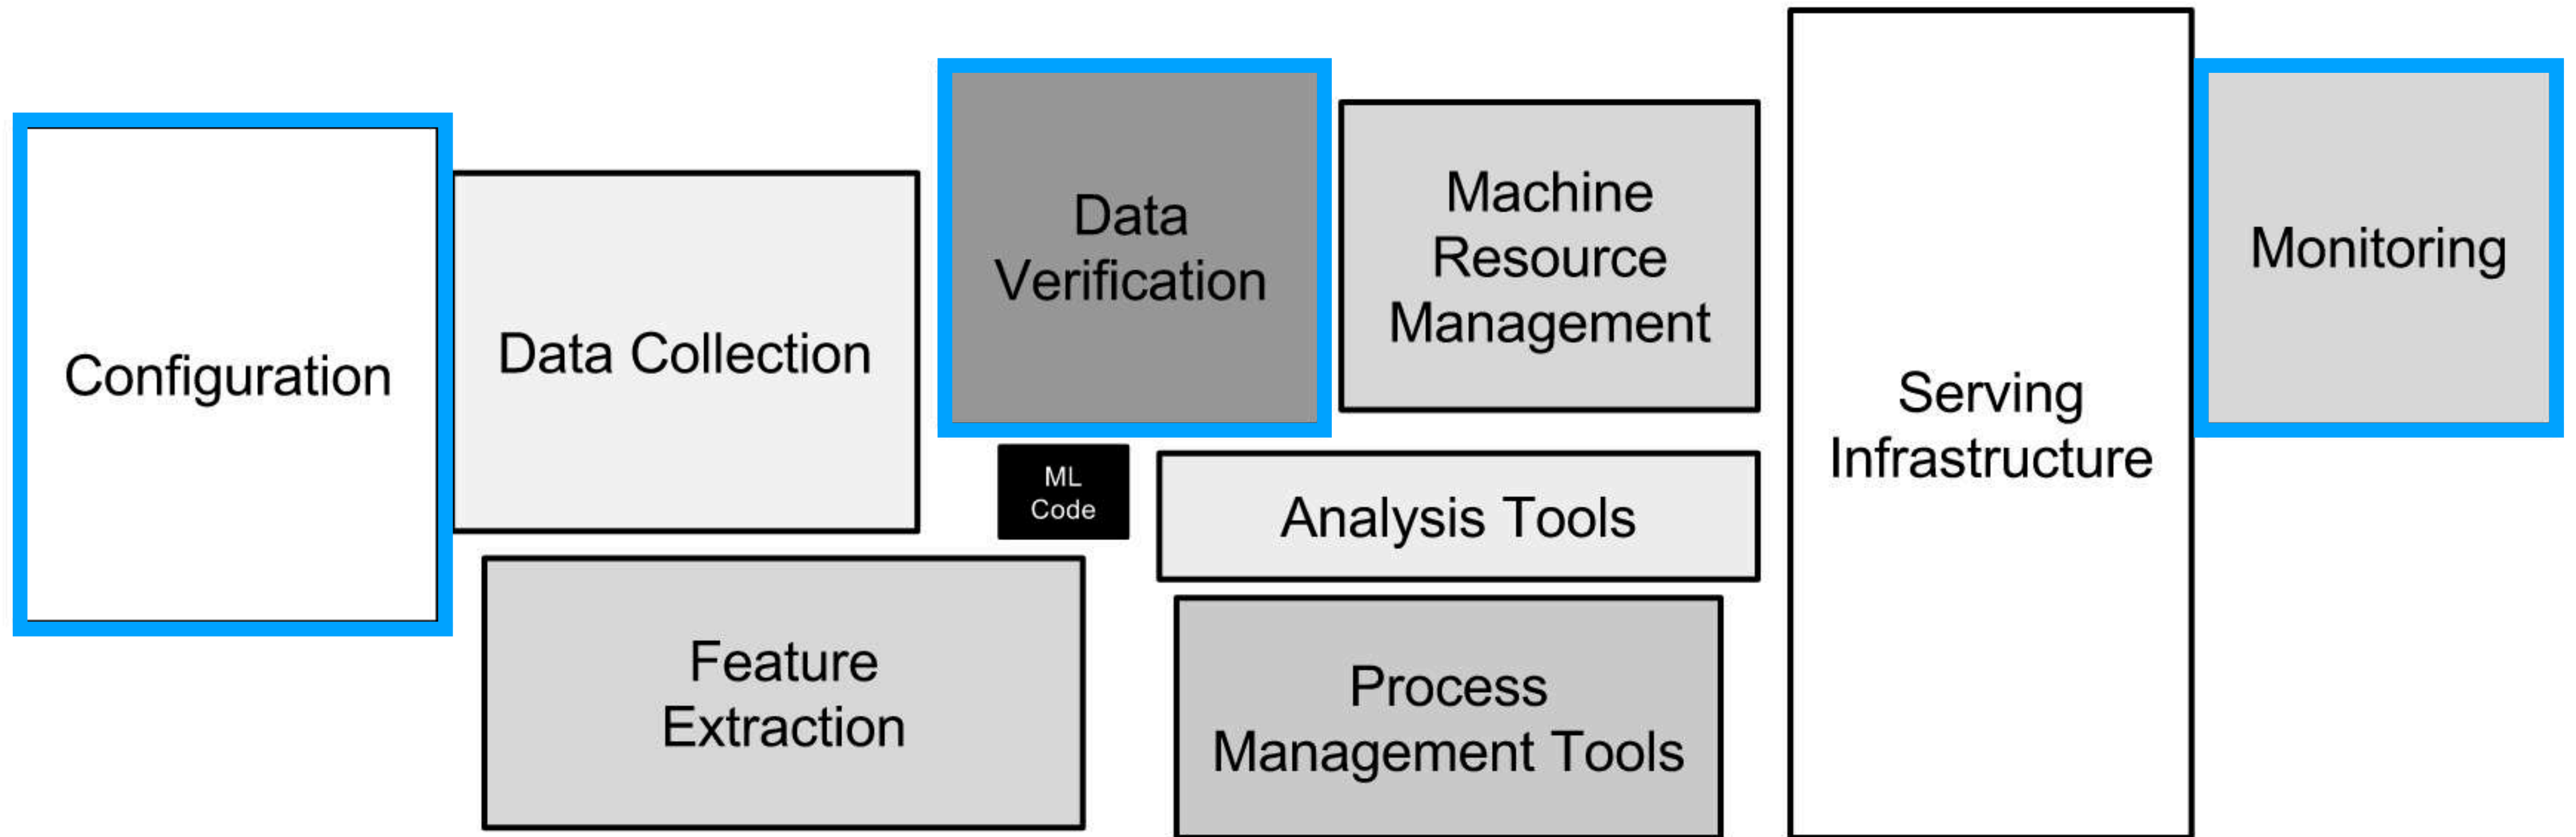 Configuration
Data Collection
Feature
Extraction
Data
Verification
ML
Code
Machine
Resource
Management
Analysis Tools
Process
Management Tools
Serving
Infrastructure
Monitoring